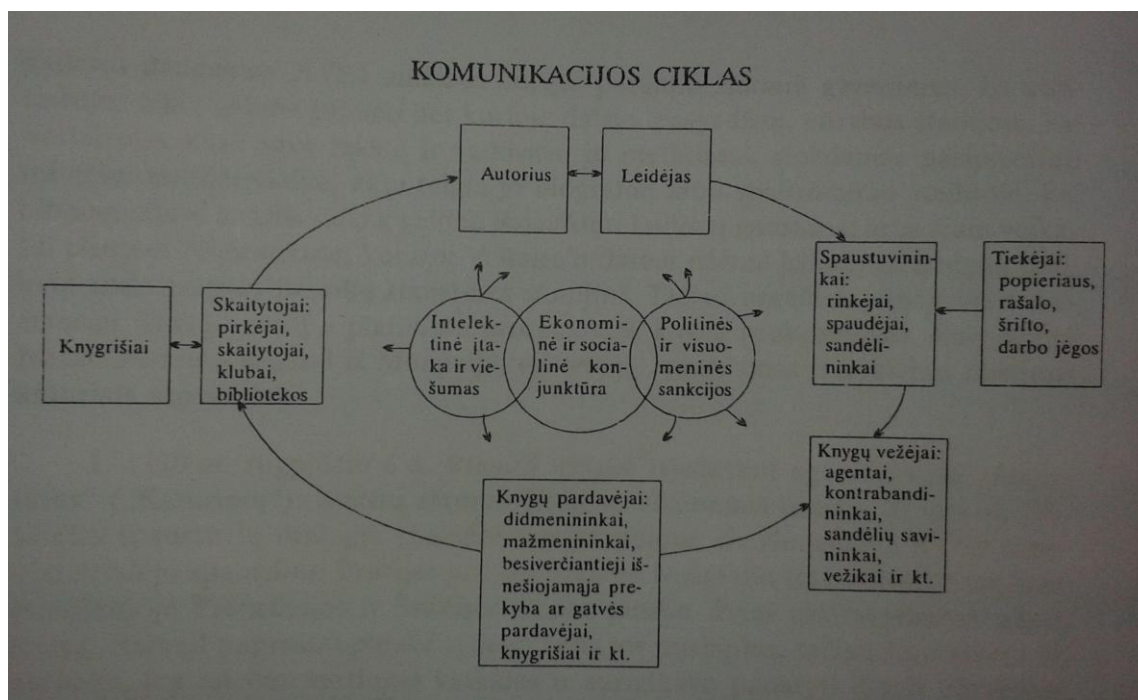 KOMUNIKACIJOS CIKLAS
Autorius
Leidėjas
Spaustuvinin-
kai:
rinkėjai,
spaudėjai,
sandėli-
ninkai
Tiekėjai:
popieriaus,
rašalo,
šrifto,
darbo jėgos
Knygrišiai
Skaitytojai:
pirkėjai,
skaitytojai,
klubai,
bibliotekos
Intelek-
tinė įta-
ka ir vie-
šumas
Ekonomi-
nė ir socia-
linė kon-
junktūra
Politinės
ir visuo-
meninės
sankcijos
Knygų vežėjai:
agentai,
kontrabandi-
ninkai,
sandėlių savi-
ninkai,
vežikai ir kt.
Knygų pardavėjai:
didmenininkai,
mažmenininkai,
besiverčiantieji iš-
nešiojamąja pre-
kyba ar gatvės
pardavėjai,
knygrišiai ir kt.